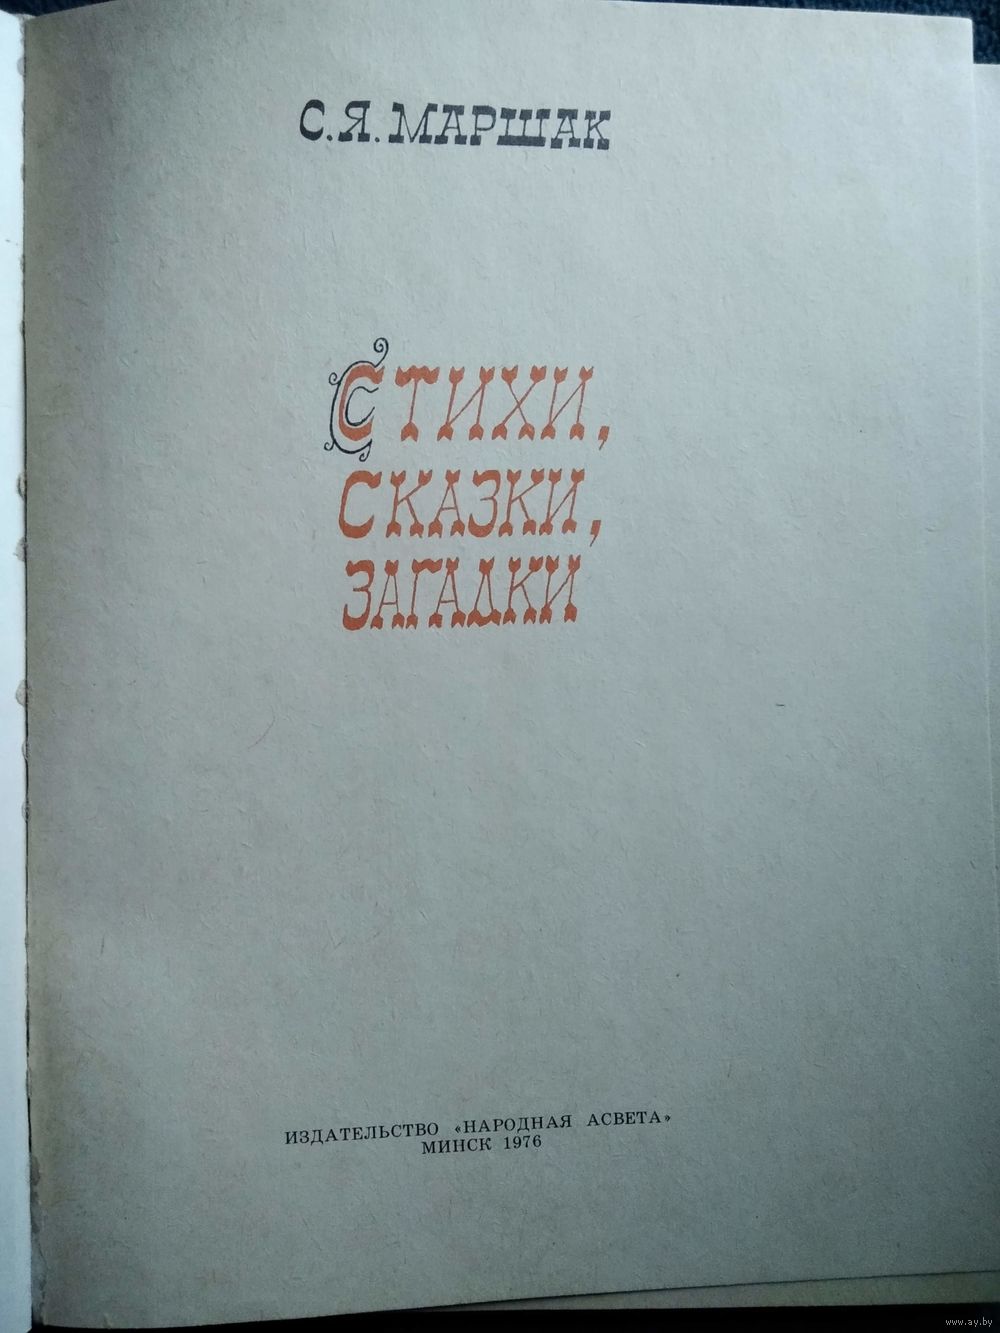 С.Я. МАРШАК
СТИХИ,
СКАЗКИ,
ЗАГАДКИ
ИЗДАТЕЛЬСТВО «НАРОДНАЯ АСВЕТА»
МИНСК 1976
www.ay.by